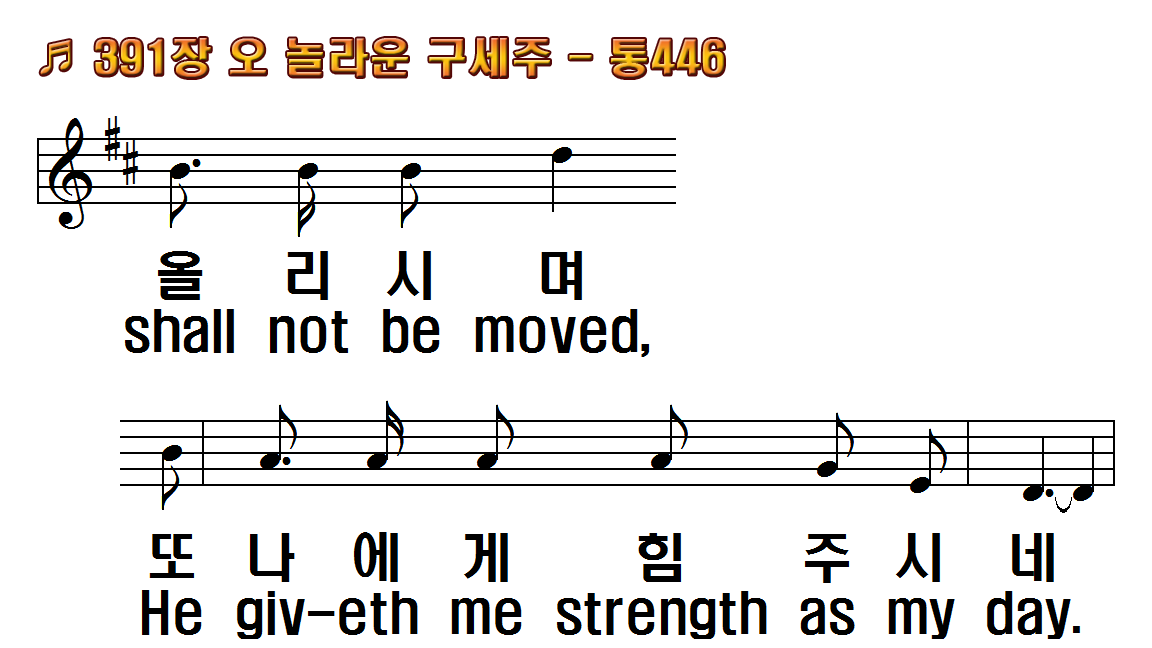 ♬ 391장 오 놀라운 구세주 - 통446
올 리 시 며
shall not be moved,
또 나 에 게 힘 주 시 네
He giv-eth me strength as my day.